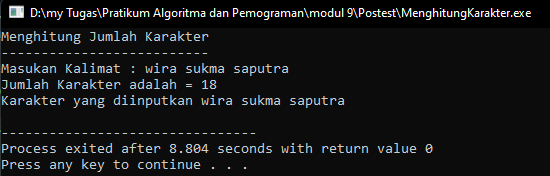 D:\my Tugas\Pratikum Algoritma dan Pemograman\modul 9\Postest\MenghitungKarakter.exe
Menghitung Jumlah Karakter
--------------------------
Masukan Kalimat : wira sukma saputra
Jumlah Karakter adalah = 18
Karakter yang diinputkan wira sukma saputra
--------------------------------
Process exited after 8.804 seconds with return value 0
Press any key to continue . . .